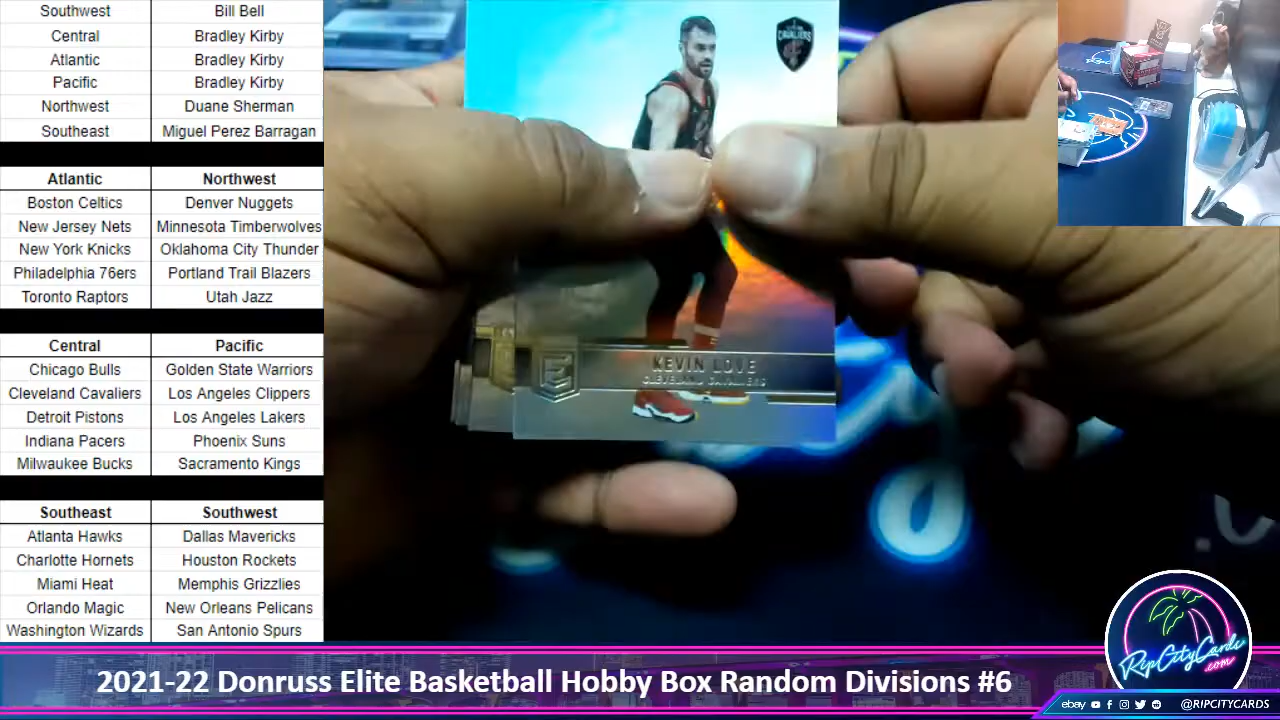 Southwest Bill Bell
Central Bradley Kirby
Atlantic Bradley Kirby
Pacific Bradley Kirby
Northwest Duane Sherman
Southeast Miguel Perez Barragan
Atlantic Northwest
Boston Celtics Denver Nuggets
New Jersey Nets Minnesota Timberwolves
New York Knicks Oklahoma City Thunder
Philadelphia 76ers Portland Trail Blazers
Toronto Raptors Utah Jazz
Central Pacific
Chicago Bulls Golden State Warriors
Cleveland Cavaliers Los Angeles Clippers
Detroit Pistons Los Angeles Lakers
Indiana Pacers Phoenix Suns
Milwaukee Bucks Sacramento Kings
Southeast Southwest
Atlanta Hawks Dallas Mavericks
Charlotte Hornets Houston Rockets
Miami Heat Memphis Grizzlies
Orlando Magic New Orleans Pelicans
Washington Wizards San Antonio Spurs
CAVALIERS
KEVIN LOVE
CLEVELAND CAVALIERS
2021-22 Donruss Elite Basketball Hobby Box Random Divisions #6
RipCityCards
.com
ebay @RIPCITYCARDS